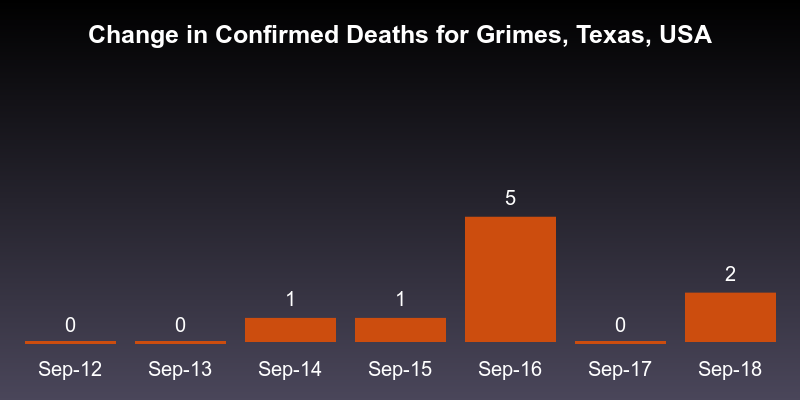 Change in Confirmed Deaths for Grimes, Texas, USA
5
2
1
1
0
0
0
Sep-12
Sep-13
Sep-14
Sep-15
Sep-16
Sep-17
Sep-18